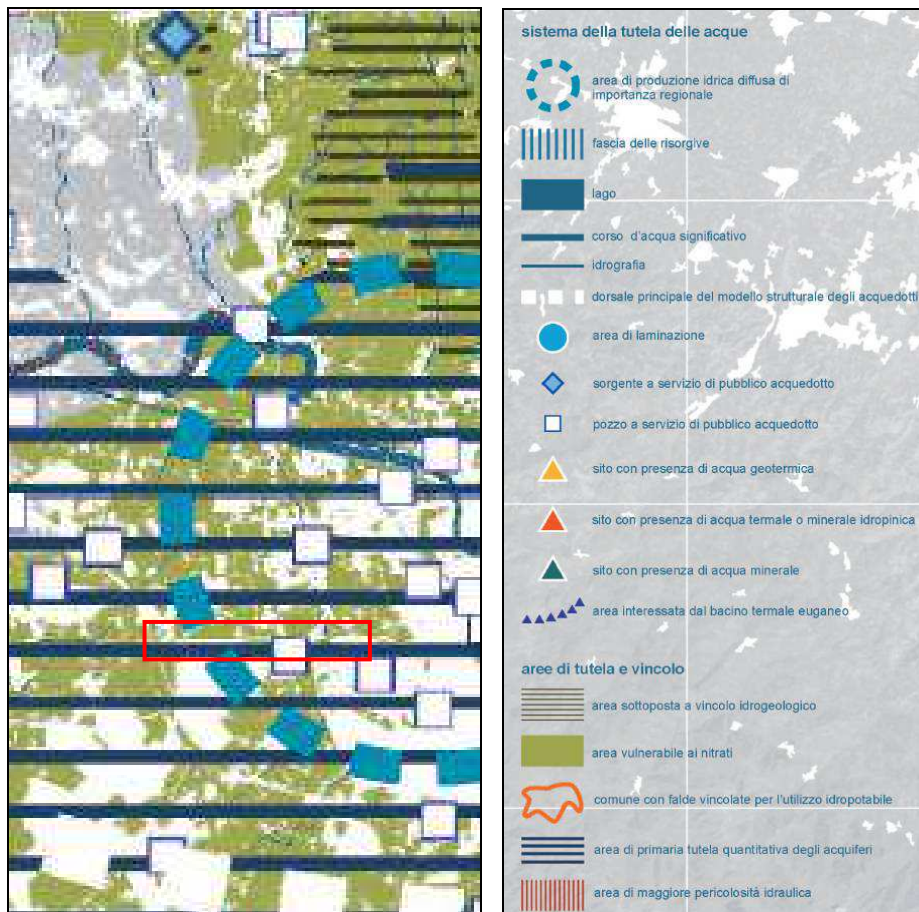 sistema della tutela delle acque
area di produzione idrica diffusa di
importanza regionale
fascia delle risorgive
lago
corso d'acqua significativo
idrografia
dorsale principale del modello strutturale degli acquedotti
area di laminazione
sorgente a servizio di pubblico acquedotto
pozzo a servizio di pubblico acquedotto
sito con presenza di acqua geotermica
sito con presenza di acqua termale o minerale idropinica
sito con presenza di acqua minerale
area interessata dal bacino termale euganeo
aree di tutela e vincolo
area sottoposta a vincolo idrogeologico
area vulnerabile ai nitrati
comune con falde vincolate per l'utilizzo idropotabile
area di primaria tutela quantitativa degli acquiferi
area di maggiore pericolosità idraulica